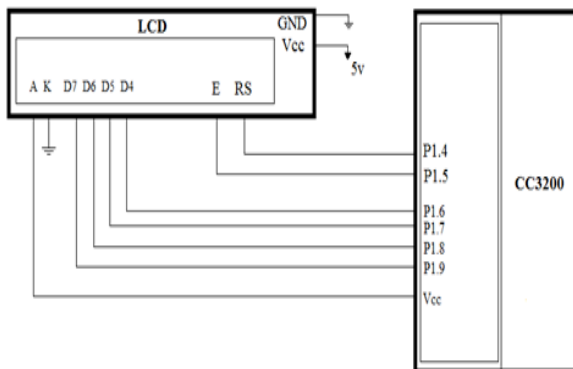 LCD
GND
Vcc
5v
A K D7 D6 D5 D4 E RS
P1.4
P1.5
CC3200
P1.6
P1.7
P1.8
P1.9
Vcc